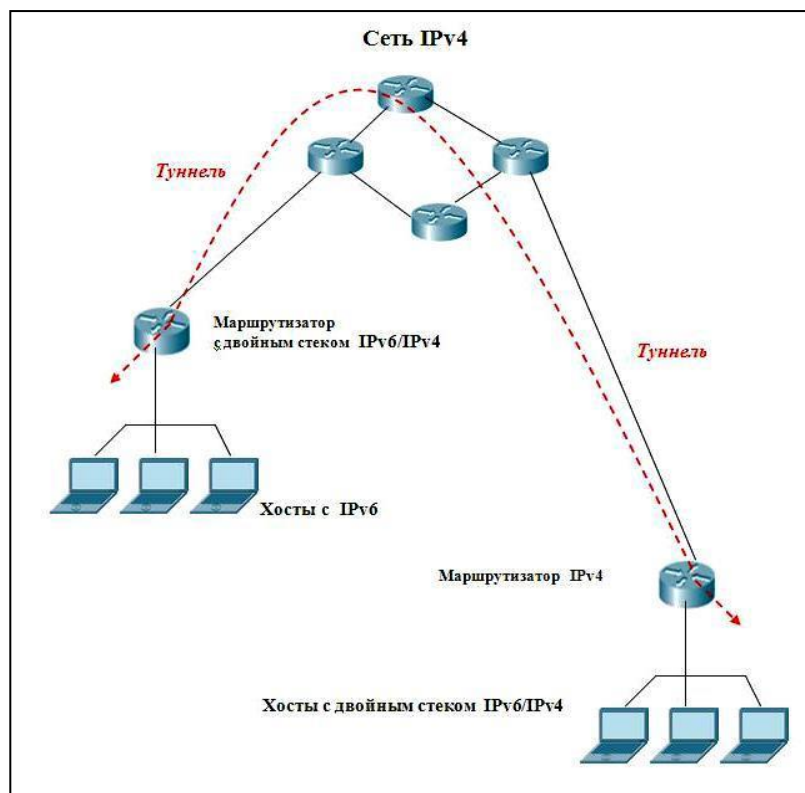 Сеть IPv4
Туннель
Маршрутизатор
с двойным стеком IPv6/IPv4
Туннель
Хосты с IPv6
Маршрутизатор IPv4
Хосты с двойным стеком IPv6/IPv4